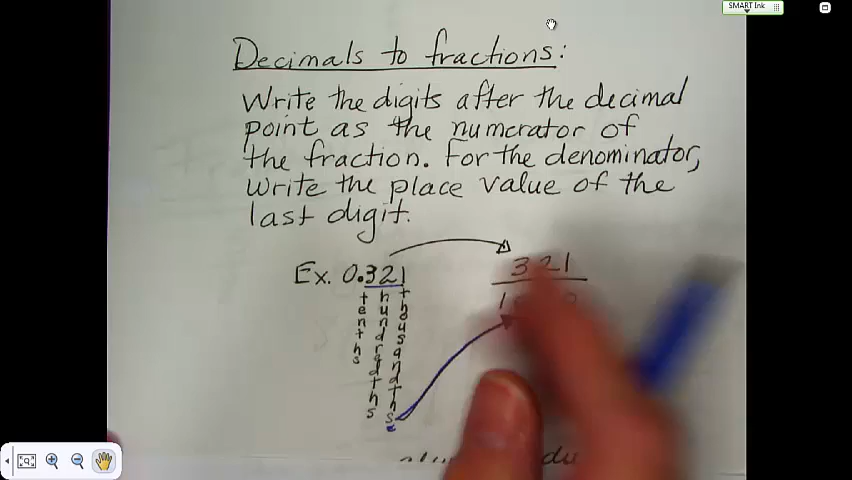 SMART Ink
Decimals to fractions:
Write the digits after the decimal
point as the numerator of
the fraction. For the denominator,
write the place value of the
last digit.
Ex. 0.321
321
tenths
hundredths
thousandths